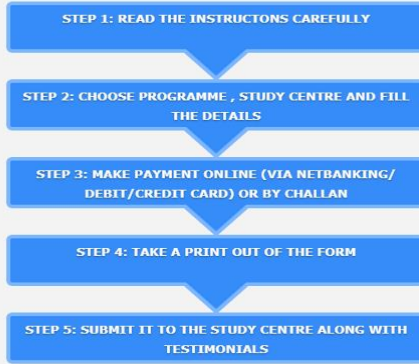 STEP 1: READ THE INSTRUCTONS CAREFULLY
STEP 2: CHOOSE PROGRAMME , STUDY CENTRE AND FILL
THE DETAILS
STEP 3: MAKE PAYMENT ONLINE (VIA NETBANKING/
DEBIT/CREDIT CARD) OR BY CHALLAN
STEP 4: TAKE A PRINT OUT OF THE FORM
STEP 5: SUBMIT IT TO THE STUDY CENTRE ALONG WITH
TESTIMONIALS